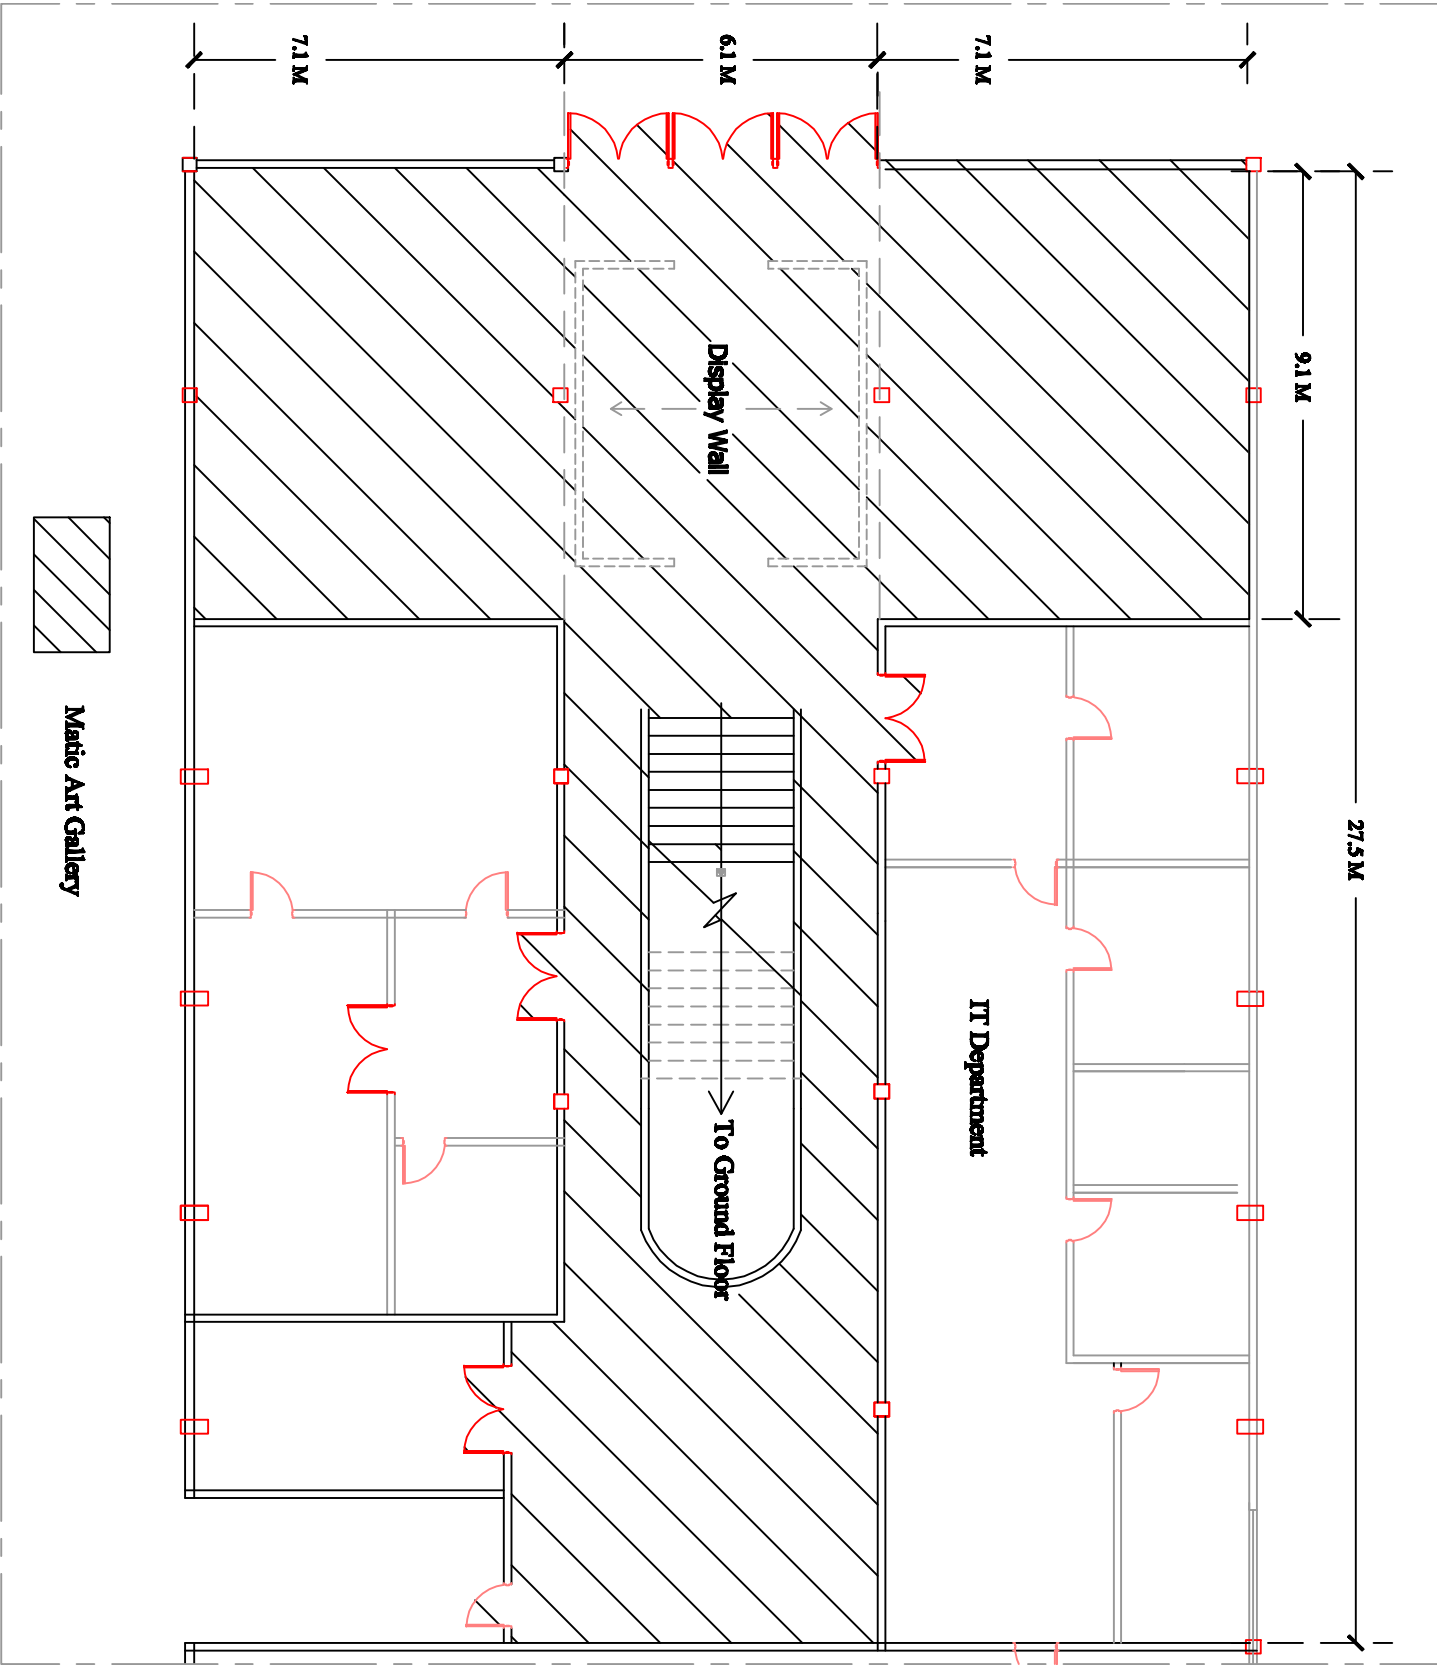 7.1 M
6.1 M
7.1 M
9.1 M
27.5 M
Display Wall
IT Department
To Ground Floor
Matic Art Gallery